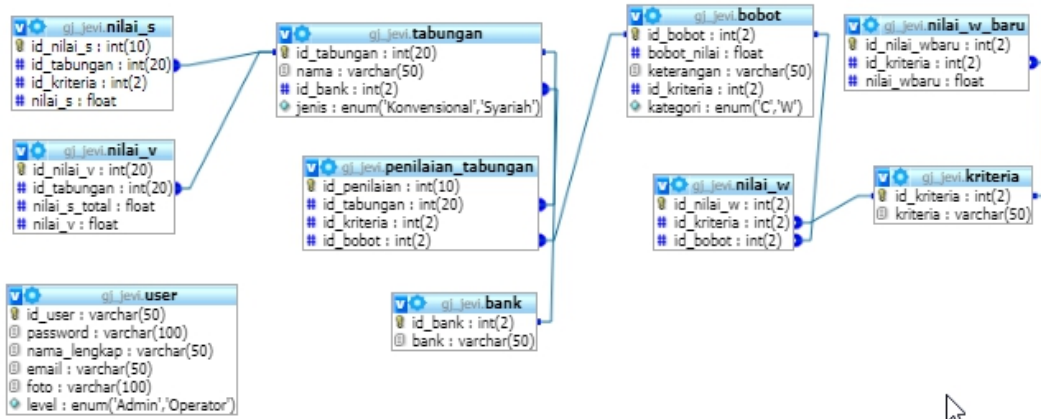 gj_jevi.nilai_s
id_nilai_s : int(10)
id_tabungan : int(20)
id_kriteria : int(2)
nilai_s : float
gj_jevi.tabungan
id_tabungan : int(20)
nama : varchar(50)
id_bank : int(2)
jenis : enum('Konvensional','Syariah')
gj_jevi.bobot
id_bobot : int(2)
bobot_nilai : float
keterangan : varchar(50)
id_kriteria : int(2)
kategori : enum('C','W')
gj_jevi.nilai_w_baru
id_nilai_wbaru : int(2)
id_kriteria : int(2)
nilai_wbaru : float
gj_jevi.nilai_v
id_nilai_v : int(20)
id_tabungan : int(20)
nilai_s_total : float
nilai_v : float
gj_jevi.penilaian_tabungan
id_penilaian : int(10)
id_tabungan : int(20)
id_kriteria : int(2)
id_bobot : int(2)
gj_jevi.nilai_w
id_nilai_w : int(2)
id_kriteria : int(2)
id_bobot : int(2)
gj_jevi.kriteria
id_kriteria : int(2)
kriteria : varchar(50)
gj_jevi.user
id_user : varchar(50)
password : varchar(100)
nama_lengkap : varchar(50)
email : varchar(50)
foto : varchar(100)
level : enum('Admin','Operator')
gj_jevi.bank
id_bank : int(2)
bank : varchar(50)